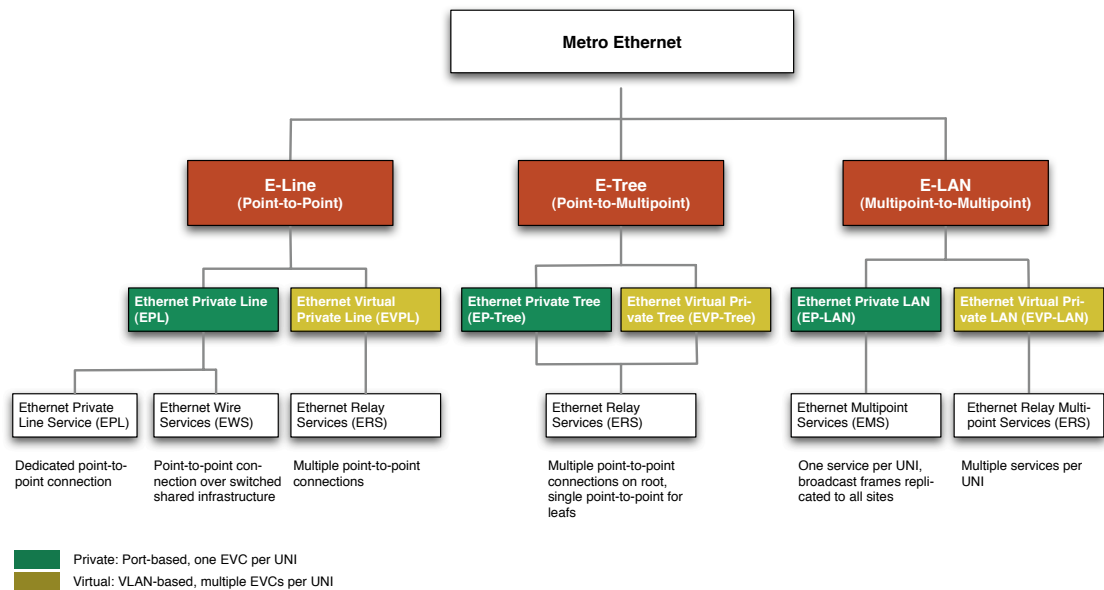 Metro Ethernet
E-Line
(Point-to-Point)
E-Tree
(Point-to-Multipoint)
E-LAN
(Multipoint-to-Multipoint)
Ethernet Private Line
(EPL)
Ethernet Virtual
Private Line (EVPL)
Ethernet Private Tree
(EP-Tree)
Ethernet Virtual Pri-
vate Tree (EVP-Tree)
Ethernet Private LAN
(EP-LAN)
Ethernet Virtual Pri-
vate LAN (EVP-LAN)
Ethernet Private
Line Service (EPL)
Ethernet Wire
Services (EWS)
Ethernet Relay
Services (ERS)
Ethernet Relay
Services (ERS)
Ethernet Multipoint
Services (EMS)
Ethernet Relay Multi-
point Services (ERS)
Dedicated point-to-
point connection
Point-to-point con-
nection over switched
shared infrastructure
Multiple point-to-point
connections
Multiple point-to-point
connections on root,
single point-to-point for
leafs
One service per UNI,
broadcast frames repli-
cated to all sites
Multiple services per
UNI
Private: Port-based, one EVC per UNI
Virtual: VLAN-based, multiple EVCs per UNI